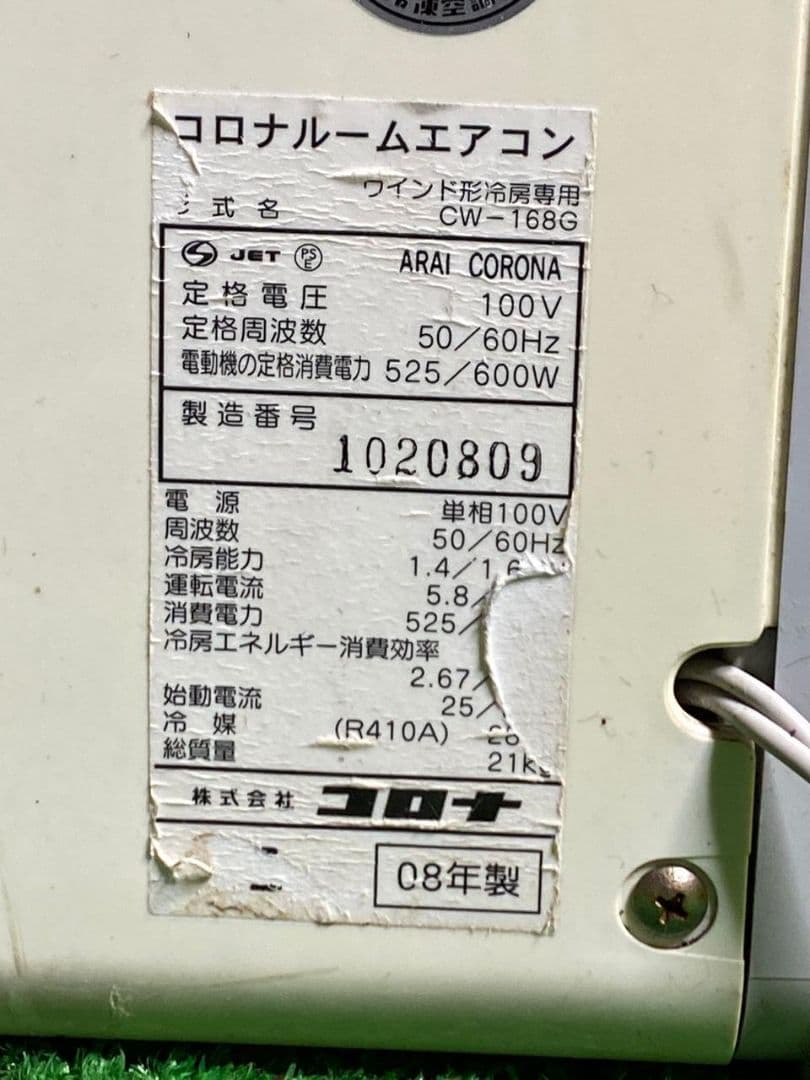 冷凍空調
コロナルームエアコン
ウインド形冷房専用
式名 CW-168G
JET PSE ARAI CORONA
定格電圧 100V
定格周波数 50/60Hz
電動機の定格消費電力 525/600W
製造番号
1020809
電源 単相100V
周波数 50/60Hz
冷房能力 1.4/1.6
運転電流 5.8/
消費電力 525/
冷房エネルギー消費効率
2.67/
始動電流 25/
冷媒 (R410A)
総質量 21kg
株式会社 コロナ
08年製